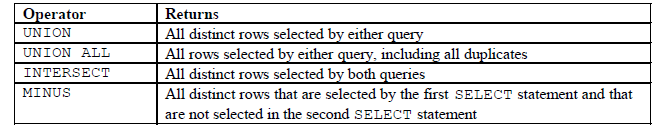 Operator Returns
UNION All distinct rows selected by either query
UNION ALL All rows selected by either query, including all duplicates
INTERSECT All distinct rows selected by both queries
MINUS All distinct rows that are selected by the first SELECT statement and that
are not selected in the second SELECT statement